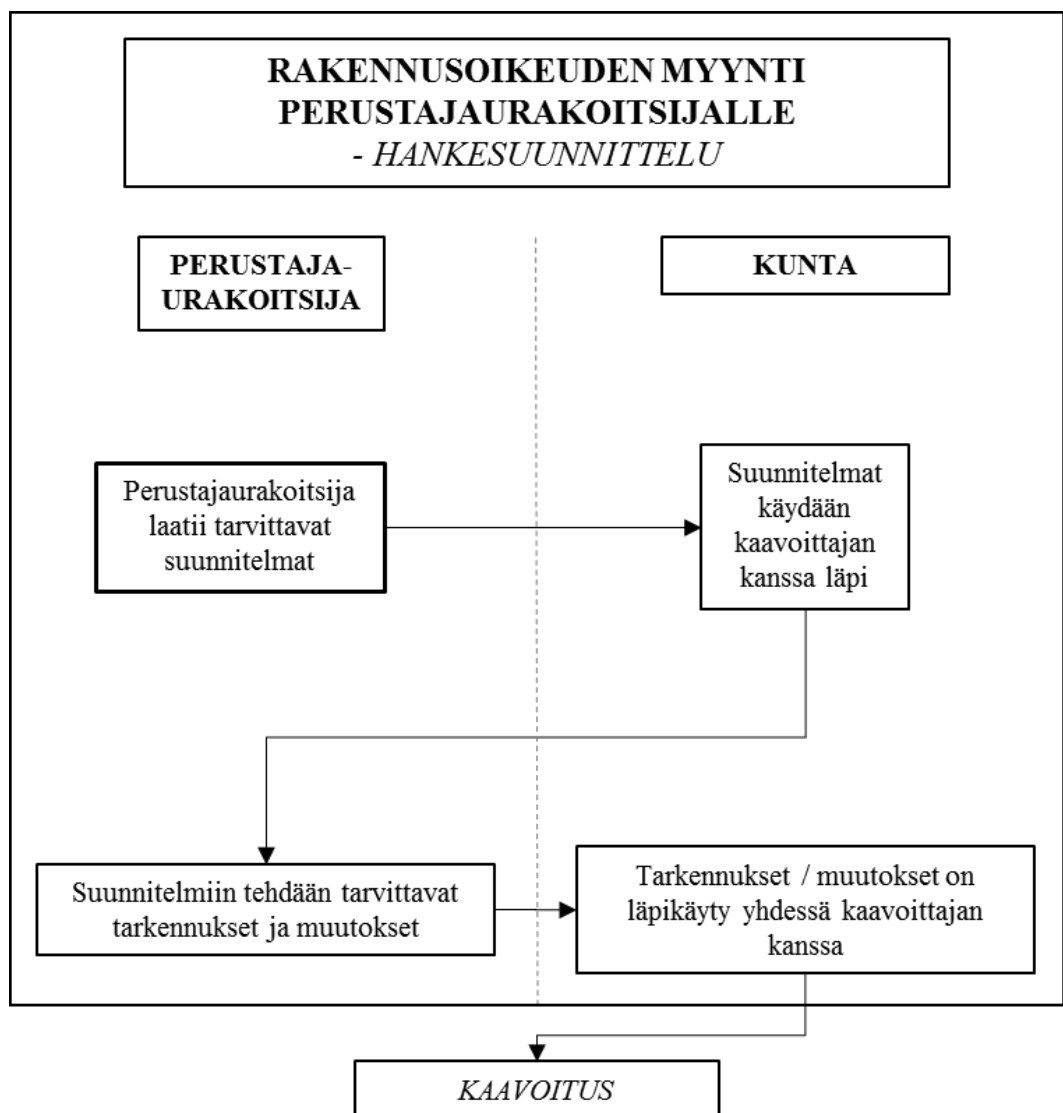 RAKENNUSOIKEUDEN MYYNTI
PERUSTAJAURAKOITSIJALLE
- HANKESUUNNITTELU
PERUSTAJA-
URAKOITSIJA
KUNTA
Perustajaurakoitsija
laatii tarvittavat
suunnitelmat
Suunnitelmat
käydään
kaavoittajan
kanssa läpi
Suunnitelmiin tehdään tarvittavat
tarkennukset ja muutokset
Tarkennukset / muutokset on
läpikäyty yhdessä kaavoittajan
kanssa
KAAVOITUS